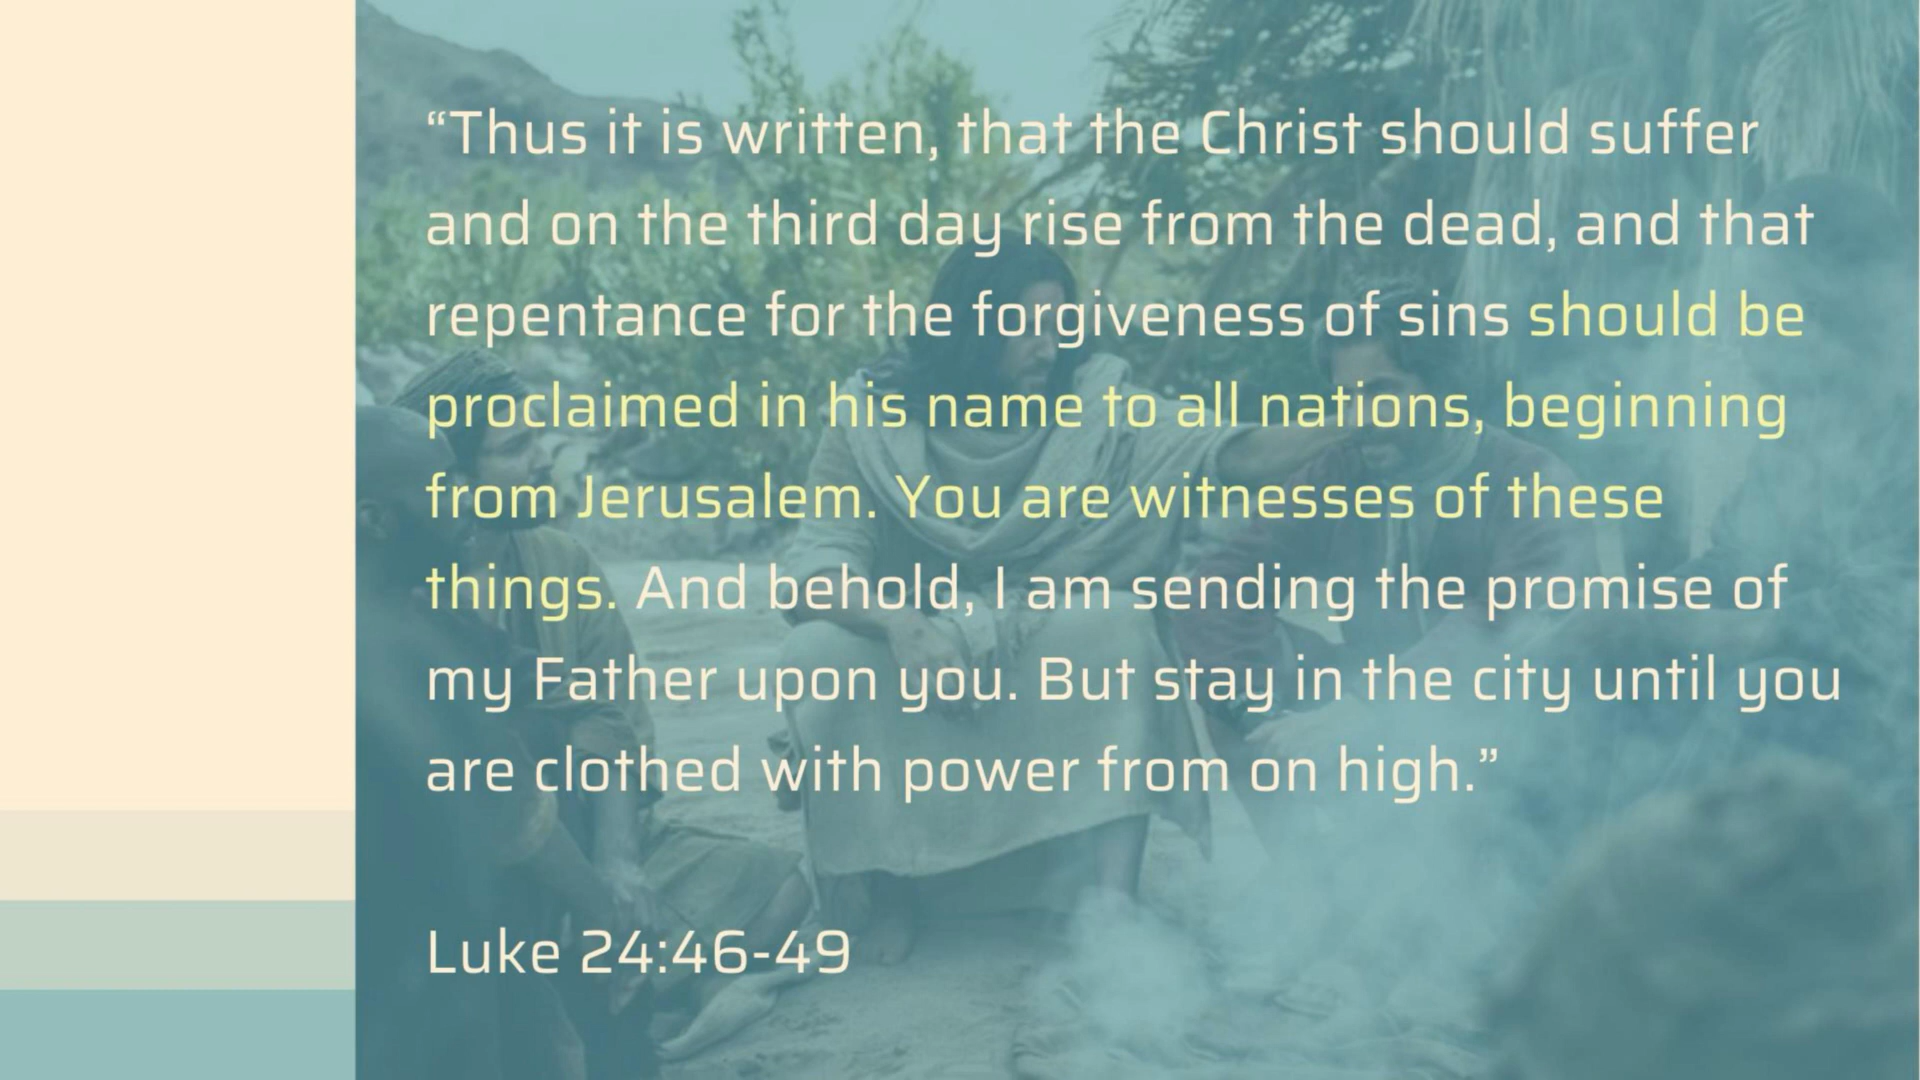 “Thus it is written, that the Christ should suffer
and on the third day rise from the dead, and that
repentance for the forgiveness of sins should be
proclaimed in his name to all nations, beginning
from Jerusalem. You are witnesses of these
things. And behold, I am sending the promise of
my Father upon you. But stay in the city until you
are clothed with power from on high.”
Luke 24:46-49